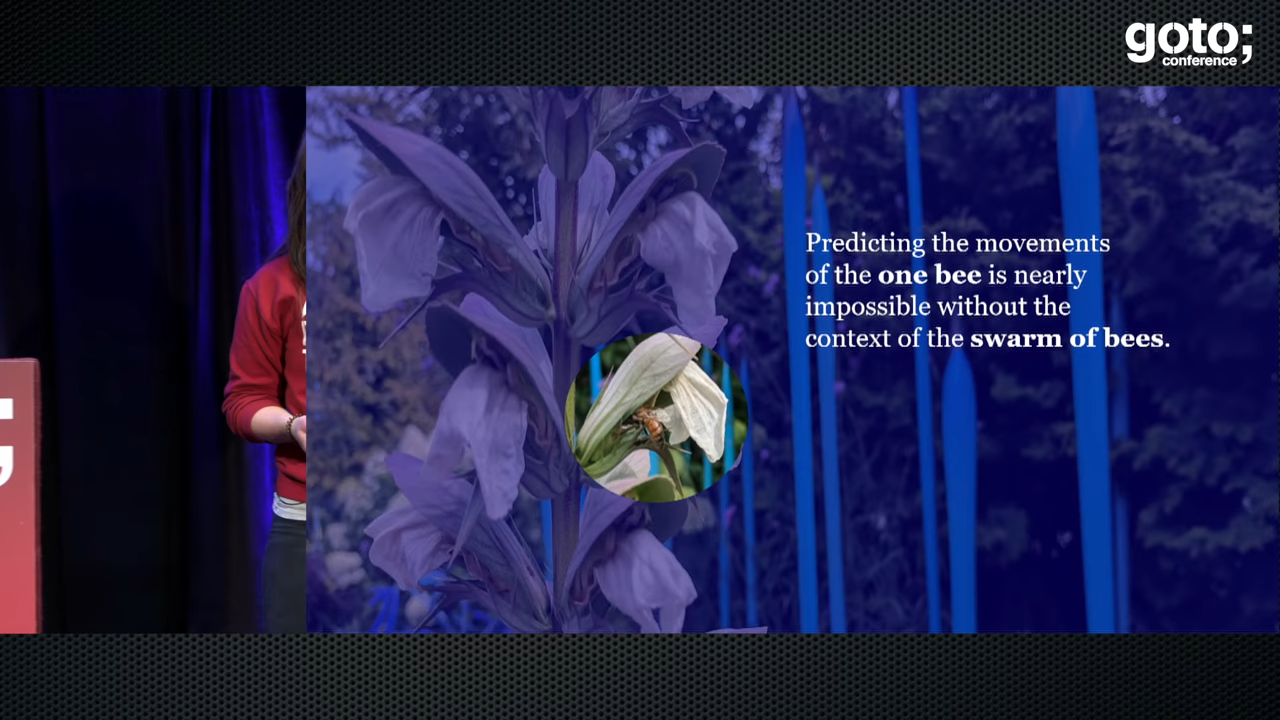 goto;
conference
Predicting the movements
of the one bee is nearly
impossible without the
context of the swarm of bees.